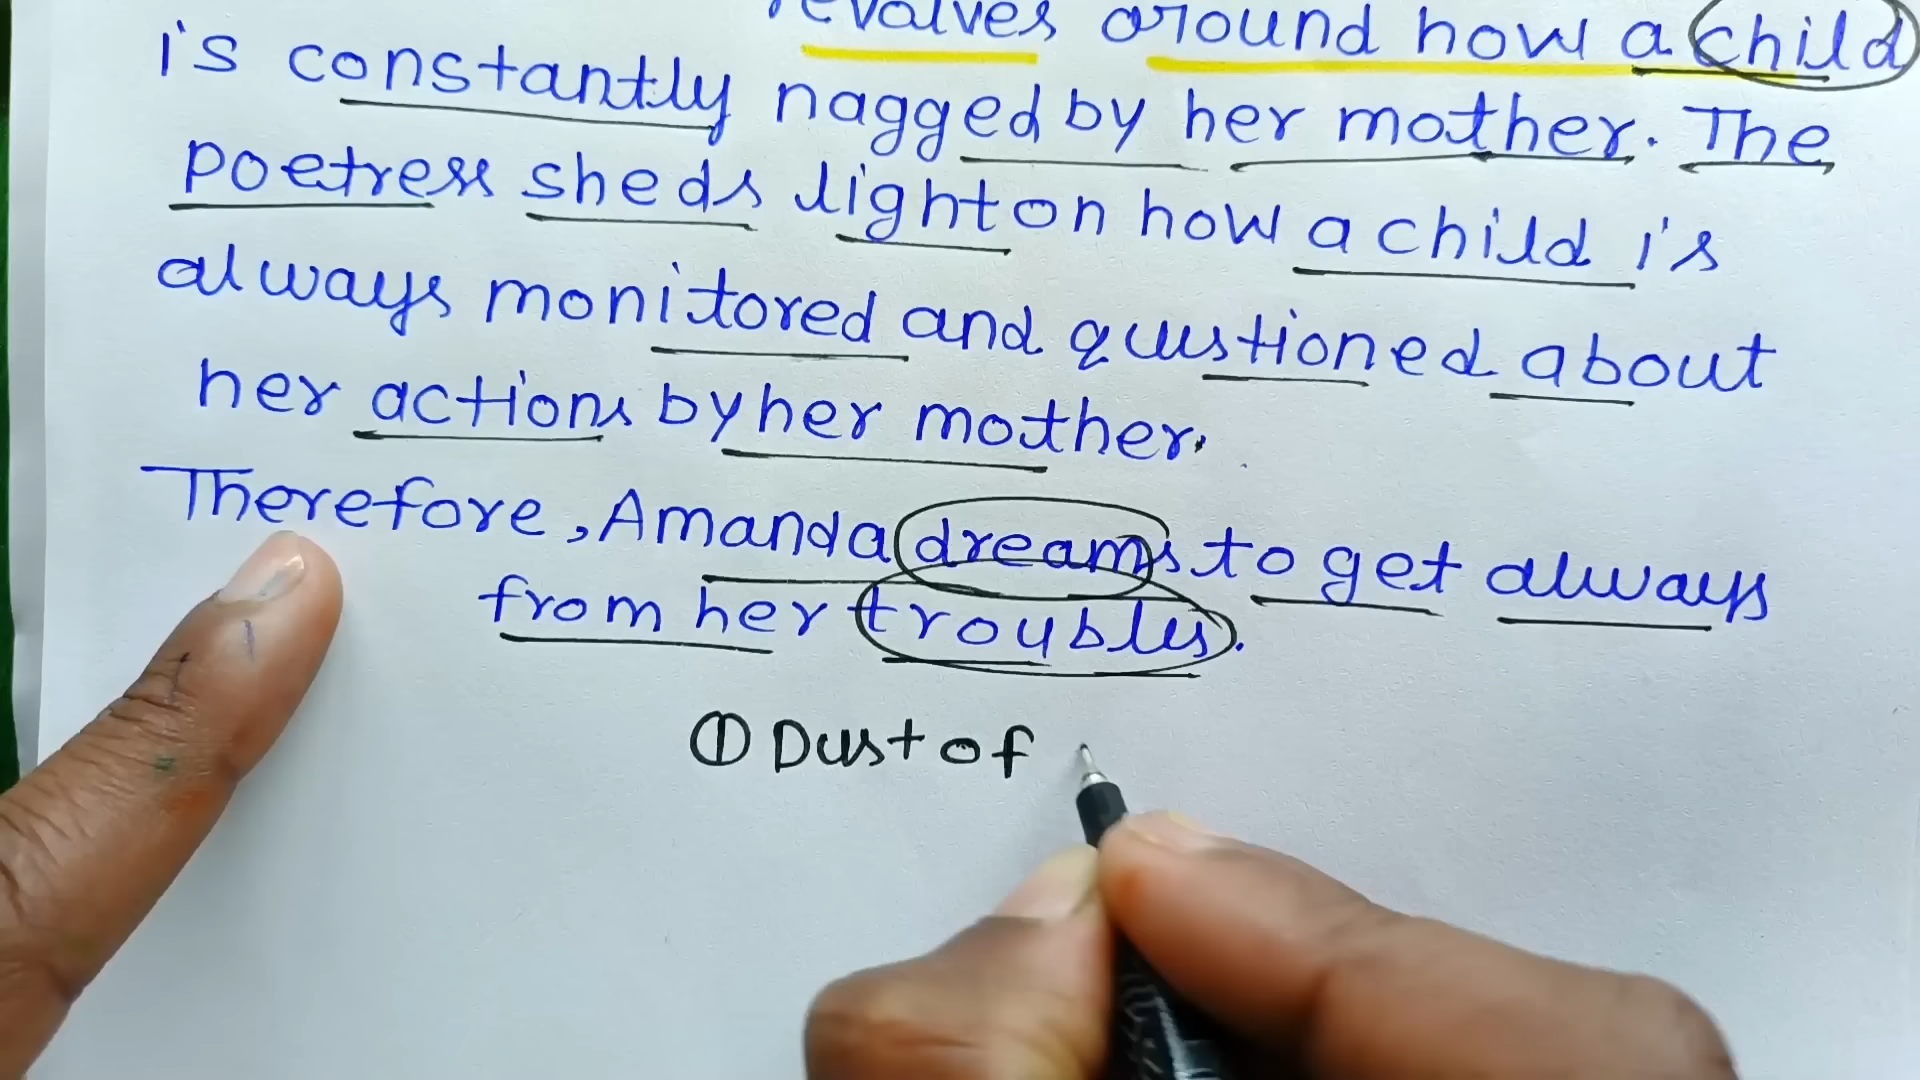 revolves around how a child
is constantly nagged by her mother. The
poetress sheds light on how a child is
always monitored and questioned about
her actions by her mother.
Therefore, Amanda dreams to get always
from her troubles.
① Dust of